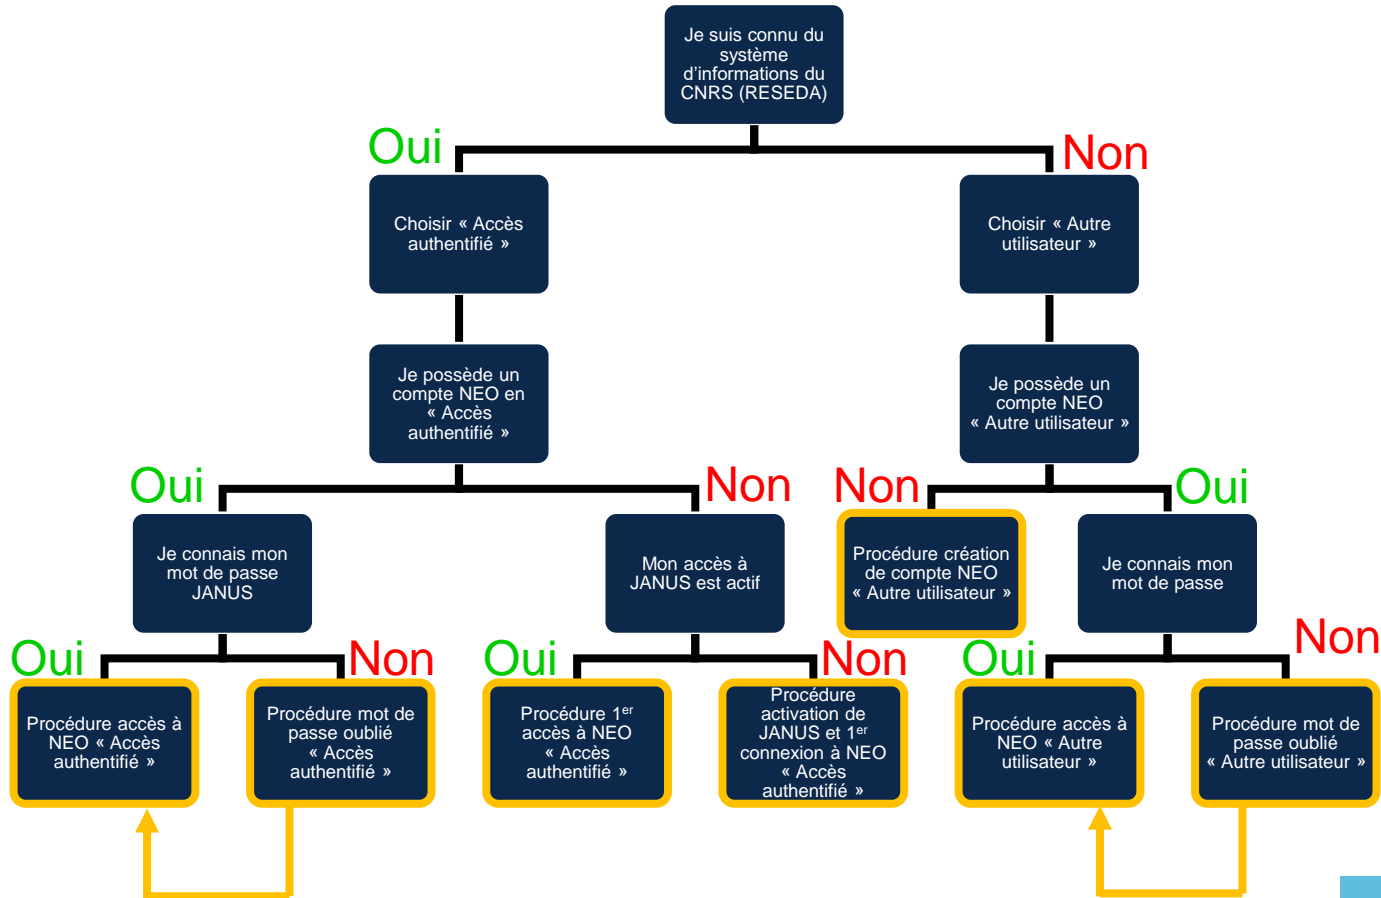 Je suis connu du
système
d'informations du
CNRS (RESEDA)
Oui
Non
Choisir « Accès
authentifié »
Choisir « Autre
utilisateur »
Je possède un
compte NEO en
« Accès
authentifié »
Je possède un
compte NEO
« Autre utilisateur »
Oui
Non
Non
Oui
Je connais mon
mot de passe
JANUS
Mon accès à
JANUS est actif
Procédure création
de compte NEO
« Autre utilisateur »
Je connais mon
mot de passe
Oui
Non
Oui
Non
Oui
Non
Procédure accès à
NEO « Accès
authentifié »
Procédure mot de
passe oublié
« Accès
authentifié »
Procédure 1er
accès à NEO
« Accès
authentifié »
Procédure
activation de
JANUS et 1er
connexion à NEO
« Accès
authentifié »
Procédure accès à
NEO « Autre
utilisateur »
Procédure mot de
passe oublié
« Autre utilisateur »